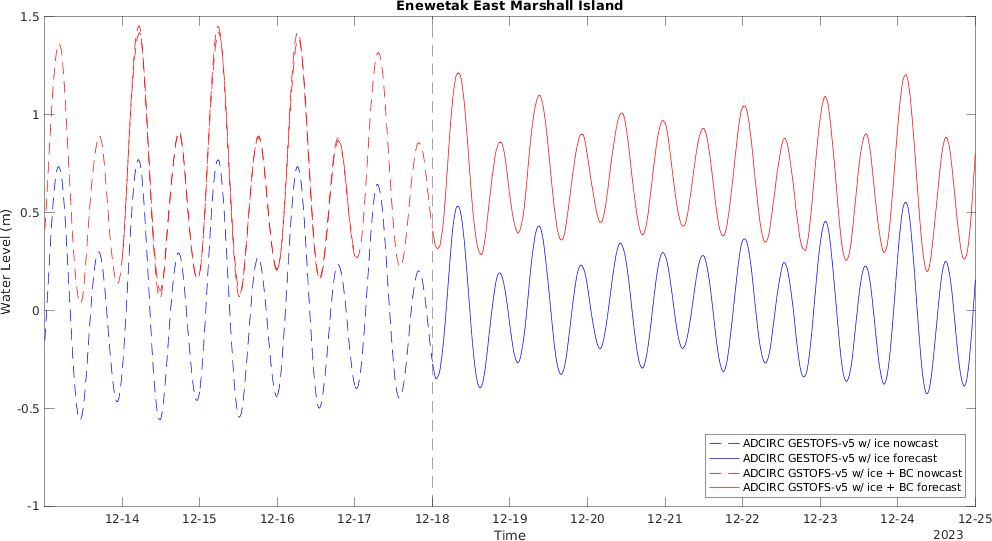 Enewetak East Marshall Island
Water Level (m)
1.5
1
0.5
0
-0.5
-1
12-14
12-15
12-16
12-17
12-18
12-19
12-20
12-21
12-22
12-23
12-24
12-25
Time
2023
ADCIRC GESTOFS-v5 w/ ice nowcast
ADCIRC GESTOFS-v5 w/ ice forecast
ADCIRC GSTOFS-v5 w/ ice + BC nowcast
ADCIRC GSTOFS-v5 w/ ice + BC forecast